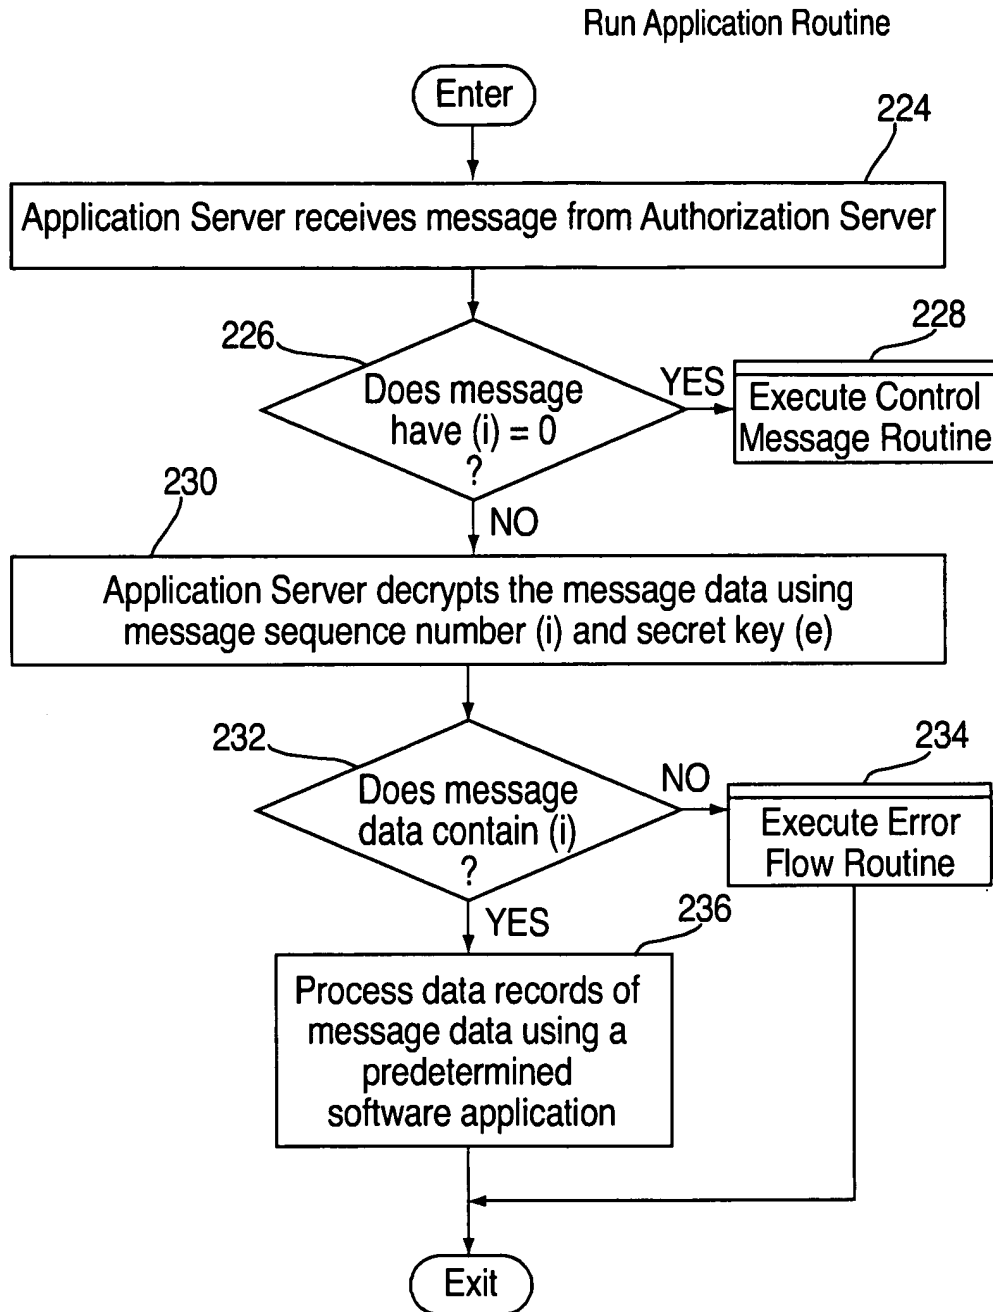 Run Application Routine
Enter
224
Application Server receives message from Authorization Server
226
Does message
have (i) = 0
?
YES
228
Execute Control
Message Routine
NO
230
Application Server decrypts the message data using
message sequence number (i) and secret key (e)
232
Does message
data contain (i)
?
NO
234
Execute Error
Flow Routine
YES
236
Process data records of
message data using a
predetermined
software application
Exit